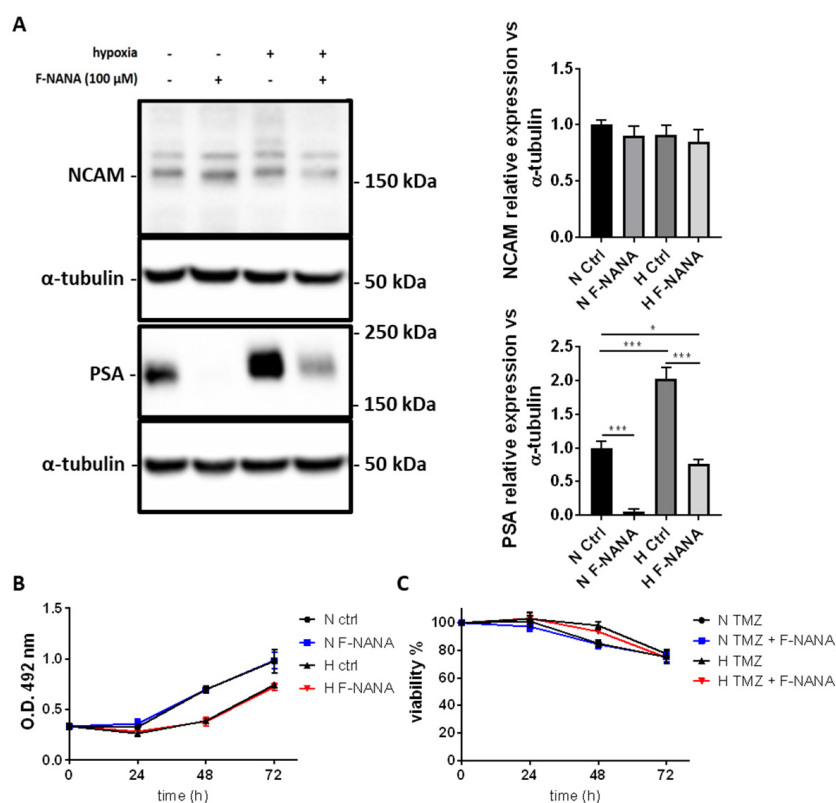 A
hypoxia - - + +
F-NANA (100 µM) - + - +
NCAM -
- 150 kDa
α-tubulin -
- 50 kDa
- 250 kDa
PSA -
- 150 kDa
α-tubulin -
- 50 kDa
NCAM relative expression vs
α-tubulin
1.5
1.0
0.5
0.0
N Ctrl
N F-NANA
H Ctrl
H F-NANA
PSA relative expression vs
α-tubulin
2.5
2.0
1.5
1.0
0.5
0.0
*
***
***
***
N Ctrl
N F-NANA
H Ctrl
H F-NANA
B
O.D. 492 nm
1.5
1.0
0.5
0.0
0 24 48 72
time (h)
N ctrl
N F-NANA
H ctrl
H F-NANA
C
viability %
100
80
60
40
20
0
0 24 48 72
time (h)
N TMZ
N TMZ + F-NANA
H TMZ
H TMZ + F-NANA